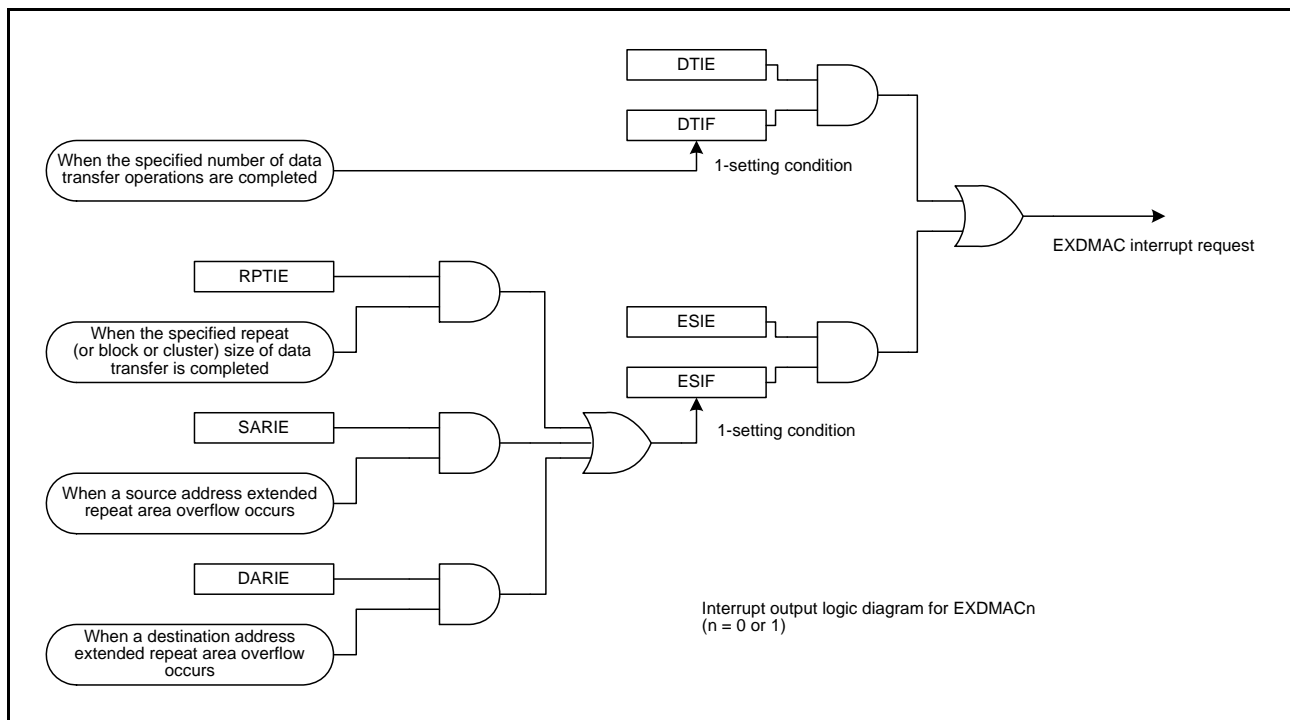 DTIE
DTIF
When the specified number of data
transfer operations are completed
1-setting condition
EXDMAC interrupt request
RPTIE
When the specified repeat
(or block or cluster) size of data
transfer is completed
ESIE
ESIF
1-setting condition
SARIE
When a source address extended
repeat area overflow occurs
DARIE
When a destination address
extended repeat area overflow
occurs
Interrupt output logic diagram for EXDMACn
(n = 0 or 1)